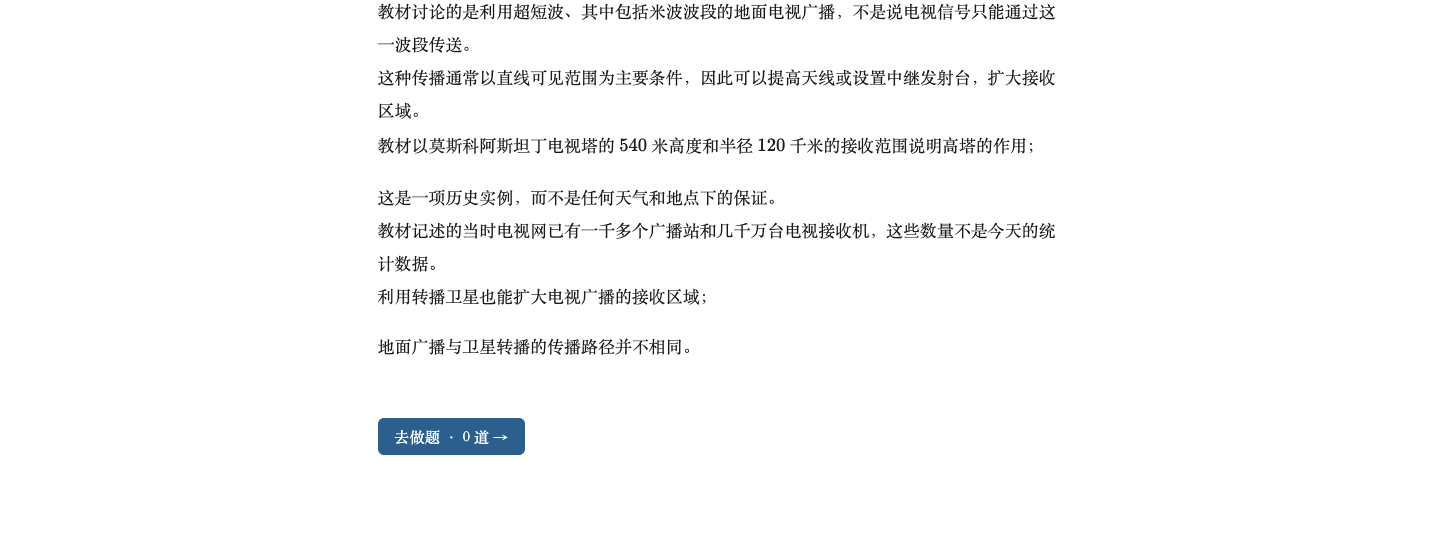 教材讨论的是利用超短波、其中包括米波波段的地面电视广播，不是说电视信号只能通过这
一波段传送。
这种传播通常以直线可见范围为主要条件，因此可以提高天线或设置中继发射台，扩大接收
区域。
教材以莫斯科阿斯坦丁电视塔的 540 米高度和半径 120 千米的接收范围说明高塔的作用；
这是一项历史实例，而不是任何天气和地点下的保证。
教材记述的当时电视网已有一千多个广播站和几千万台电视接收机，这些数量不是今天的统
计数据。
利用转播卫星也能扩大电视广播的接收区域；
地面广播与卫星转播的传播路径并不相同。
去做题 · 0 道 →